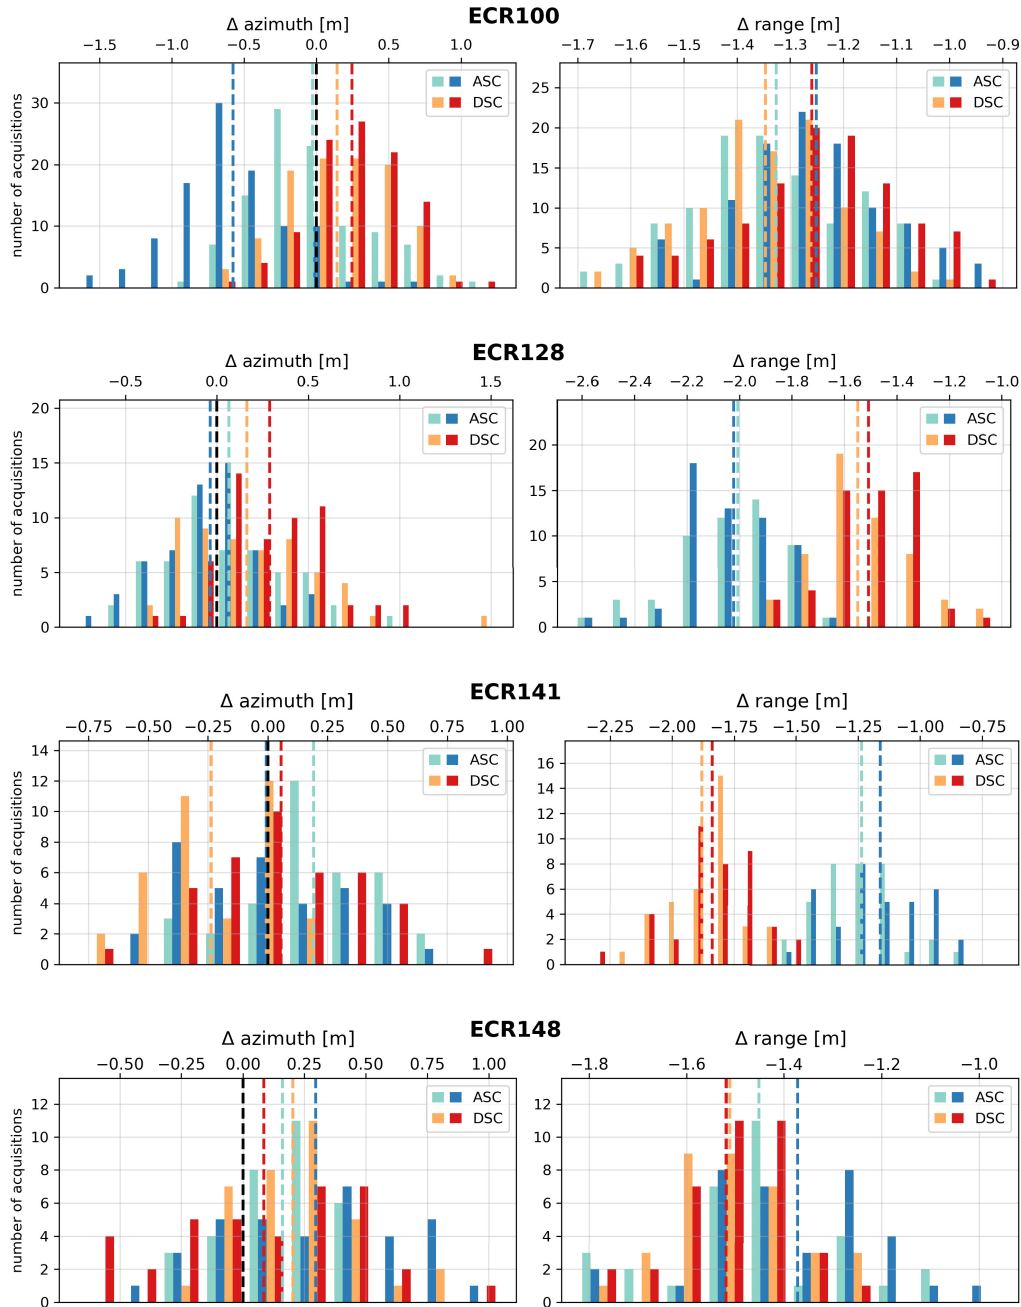 ECR100
Δ azimuth [m]
Δ range [m]
−1.5 −1.0 −0.5 0.0 0.5 1.0
−1.7 −1.6 −1.5 −1.4 −1.3 −1.2 −1.1 −1.0 −0.9
number of acquisitions
30
20
10
0
ASC
DSC
25
20
15
10
5
0
ASC
DSC
ECR128
Δ azimuth [m]
Δ range [m]
−0.5 0.0 0.5 1.0 1.5
−2.6 −2.4 −2.2 −2.0 −1.8 −1.6 −1.4 −1.2 −1.0
number of acquisitions
20
15
10
5
0
ASC
DSC
20
15
10
5
0
ASC
DSC
ECR141
Δ azimuth [m]
Δ range [m]
−0.75 −0.50 −0.25 0.00 0.25 0.50 0.75 1.00
−2.25 −2.00 −1.75 −1.50 −1.25 −1.00 −0.75
number of acquisitions
14
12
10
8
6
4
2
0
ASC
DSC
16
14
12
10
8
6
4
2
0
ASC
DSC
ECR148
Δ azimuth [m]
Δ range [m]
−0.50 −0.25 0.00 0.25 0.50 0.75 1.00
−1.8 −1.6 −1.4 −1.2 −1.0
number of acquisitions
12
10
8
6
4
2
0
ASC
DSC
12
10
8
6
4
2
0
ASC
DSC